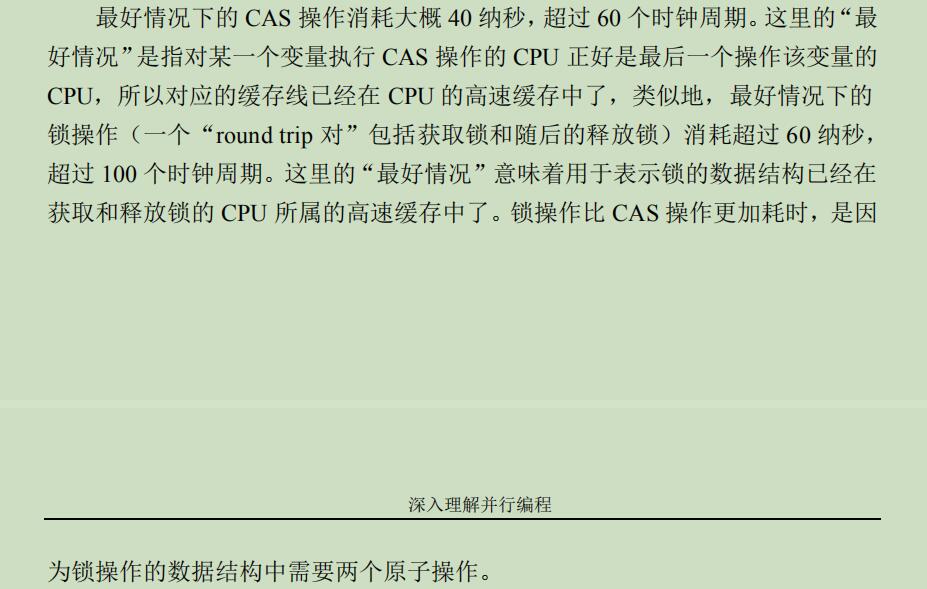 最好情况下的 CAS 操作消耗大概 40 纳秒，超过 60 个时钟周期。这里的“最
好情况”是指对某一个变量执行 CAS 操作的 CPU 正好是最后一个操作该变量的
CPU，所以对应的缓存线已经在 CPU 的高速缓存中了，类似地，最好情况下的
锁操作（一个“round trip 对”包括获取锁和随后的释放锁）消耗超过 60 纳秒，
超过 100 个时钟周期。这里的“最好情况”意味着用于表示锁的数据结构已经在
获取和释放锁的 CPU 所属的高速缓存中了。锁操作比 CAS 操作更加耗时，是因
深入理解并行编程
为锁操作的数据结构中需要两个原子操作。